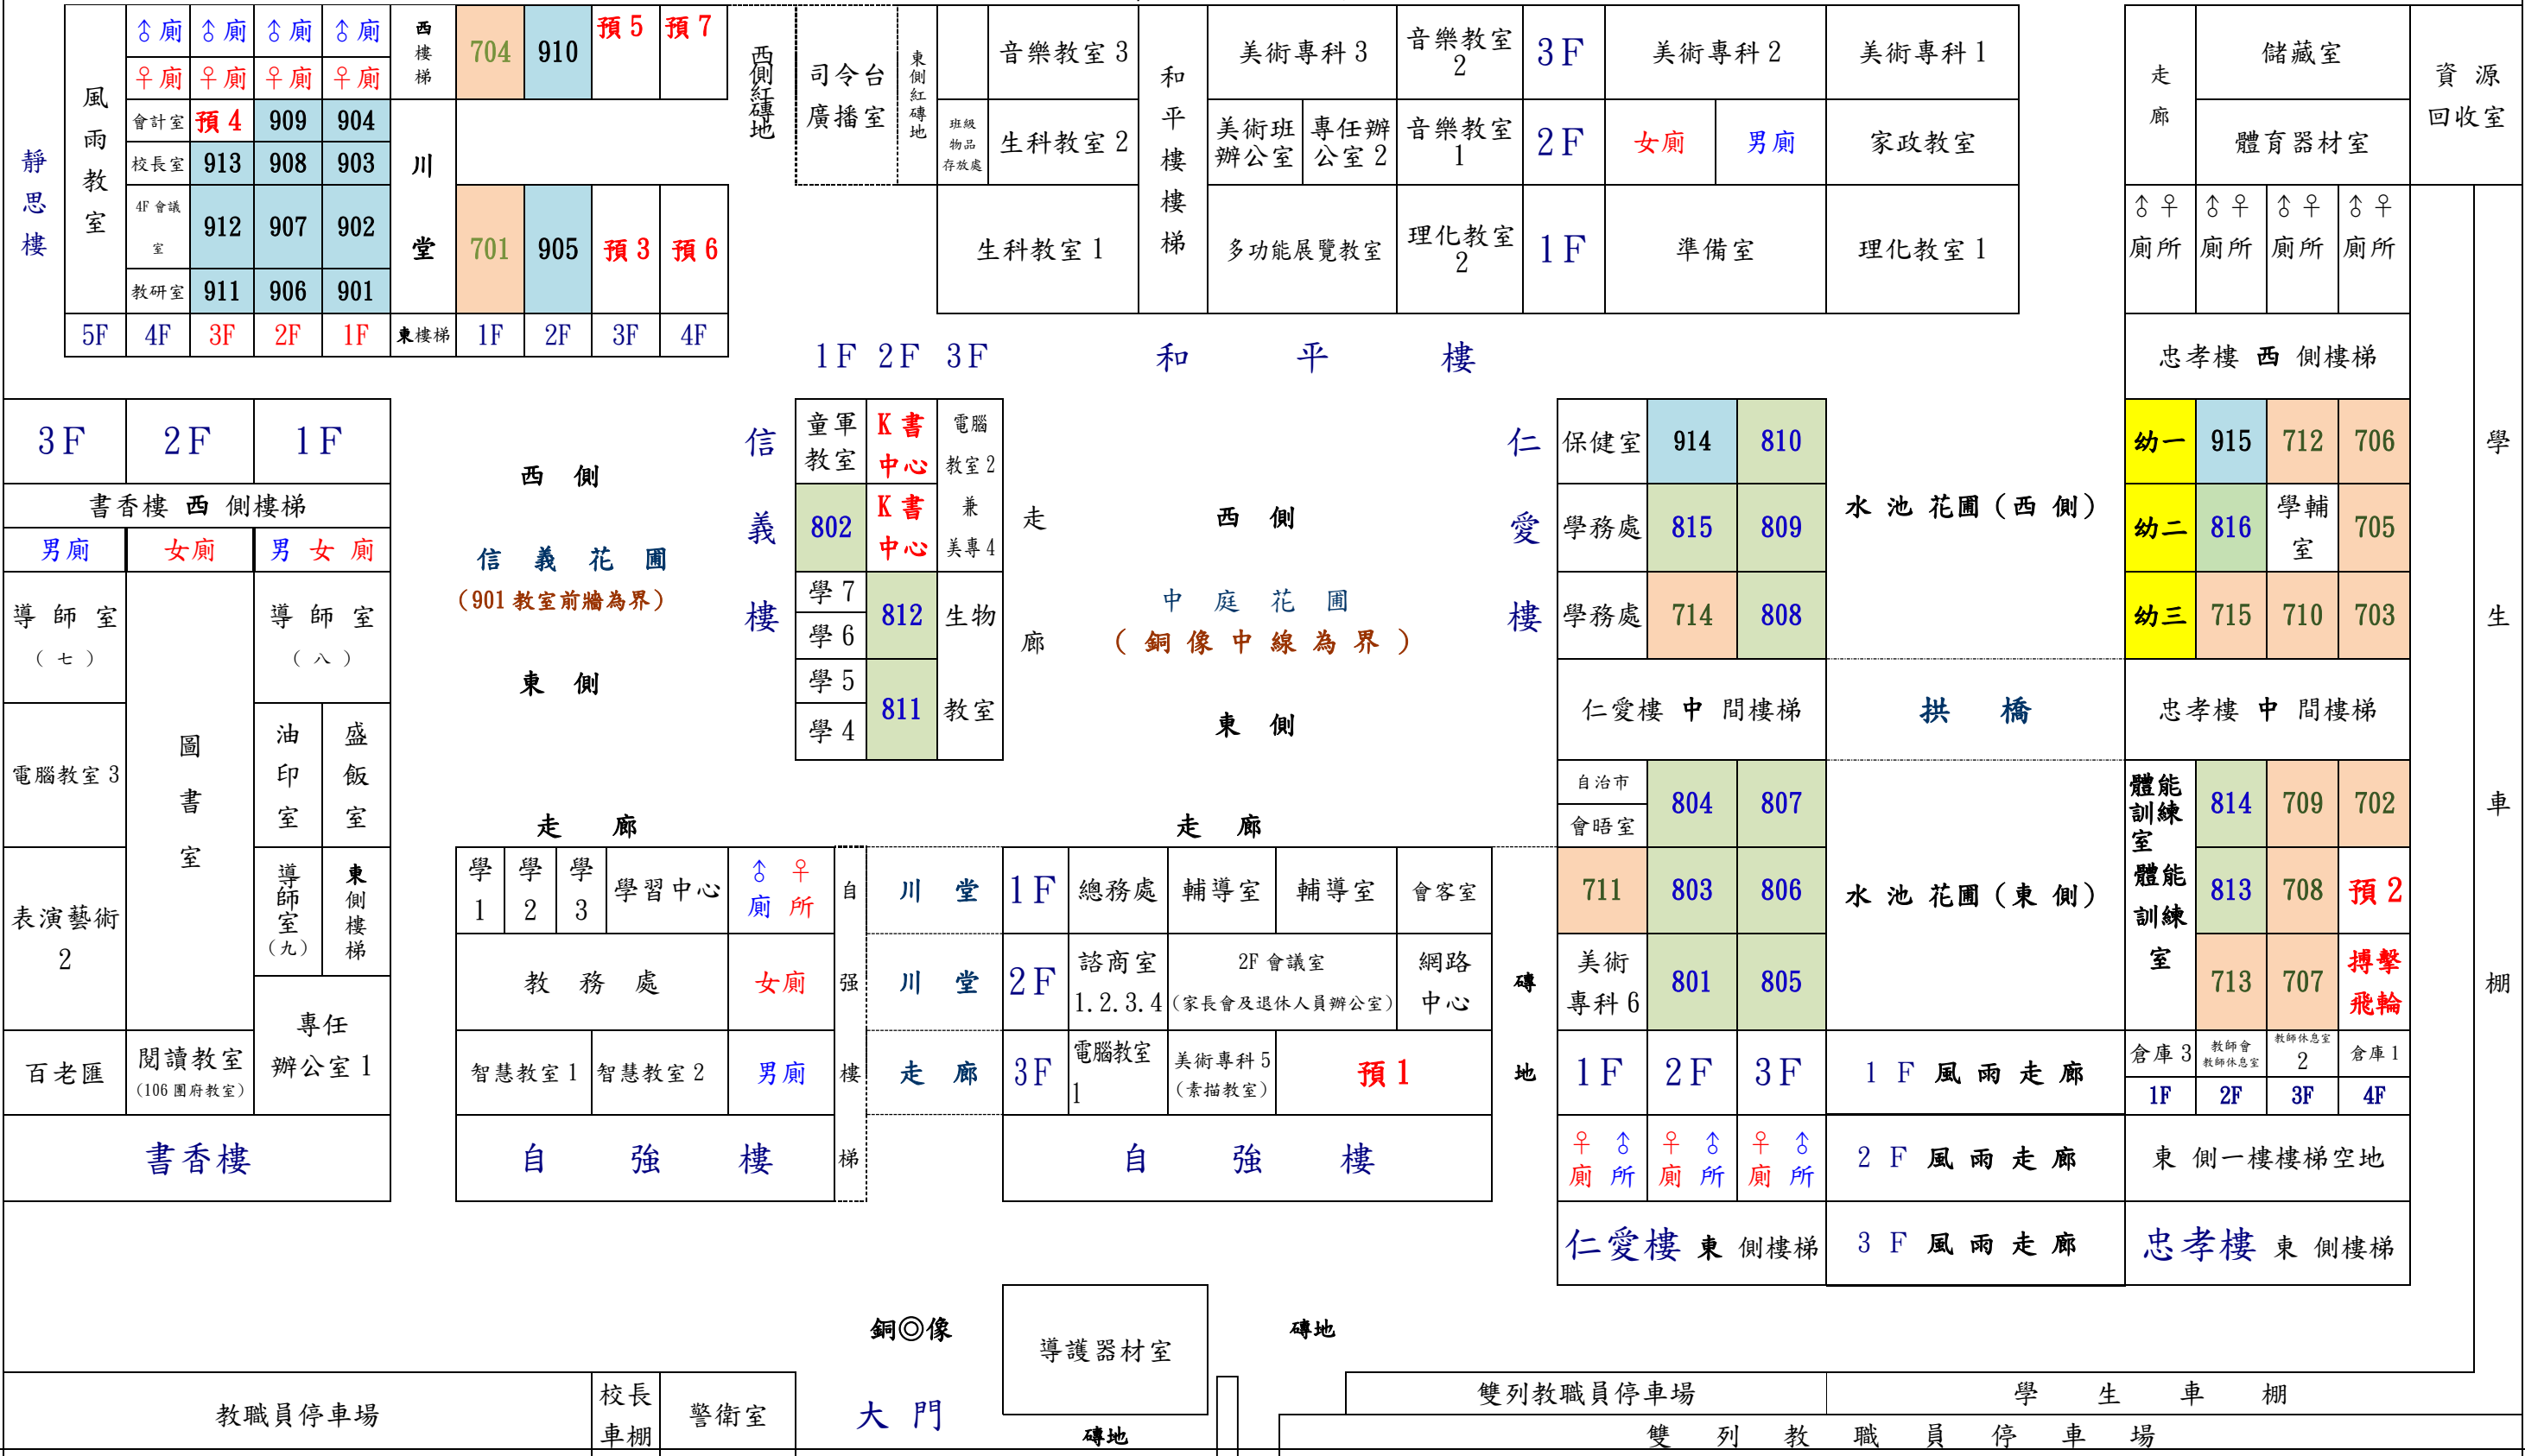 ♂廁 ♂廁 ♂廁 ♂廁
♀廁 ♀廁 ♀廁 ♀廁
靜思樓
風雨教室
會計室 預4 909 904
校長室 913 908 903
4F會議室 912 907 902
教研室 911 906 901
5F 4F 3F 2F 1F 東樓梯 1F 2F 3F 4F
西樓梯
川堂
704 910 預5 預7
701 905 預3 預6
西側紅磚地
司令台
廣播室
東側紅磚地
音樂教室3
班級
物品
存放處
生科教室2
生科教室1
和平樓樓梯
美術專科3 音樂教室2 3F 美術專科2 美術專科1
美術班辦公室 專任辦公室2 音樂教室1 2F 女廁 男廁 家政教室
多功能展覽教室 理化教室2 1F 準備室 理化教室1
和平樓
走廊
儲藏室
體育器材室
資源
回收室
♂♀ ♂♀ ♂♀ ♂♀
廁所 廁所 廁所 廁所
忠孝樓 西 側樓梯
學生車棚
3F 2F 1F
書香樓 西 側樓梯
男廁 女廁 男女廁
導師室
(七)
圖書室
導師室
(八)
電腦教室3
油印室
盛飯室
表演藝術
2
導師室(九)
東側樓梯
專任
辦公室1
百老匯
閱讀教室
(106團府教室)
書香樓
西側
信義花圃
(901教室前牆為界)
東側
走廊
1F 2F 3F
信義樓
童軍教室 K書中心 電腦教室2兼美專4
802 K書中心
學7
學6
812
生物
學5
學4
811
教室
走廊
西側
中庭花圃
(銅像中線為界)
東側
走廊
學1 學2 學3 學習中心 ♂♀廁所
教務處 女廁
智慧教室1 智慧教室2 男廁
自強樓
自强樓梯
川堂 1F 總務處 輔導室 輔導室 會客室
川堂 2F 諮商室1.2.3.4 2F會議室 網路中心
(家長會及退休人員辦公室)
走廊 3F 電腦教室1 美術專科5 預1
(素描教室)
自強樓
磚地
仁愛樓
保健室 914 810
學務處 815 809
學務處 714 808
仁愛樓 中 間樓梯
自治市
會晤室
804 807
711 803 806
美術
專科6
801 805
1F 2F 3F
♀♂ ♀♂ ♀♂
廁所 廁所 廁所
仁愛樓 東 側樓梯
水池花圃(西側)
拱橋
水池花圃(東側)
1F風雨走廊
2F風雨走廊
3F風雨走廊
幼一 915 712 706
幼二 816 學輔室 705
幼三 715 710 703
忠孝樓 中 間樓梯
體能訓練室 814 709 702
體能訓練室 813 708 預2
713 707 搏擊飛輪
倉庫3 教師會教師休息室 教師休息室2 倉庫1
1F 2F 3F 4F
東側一樓樓梯空地
忠孝樓 東 側樓梯
銅◎像
導護器材室
磚地
教職員停車場
校長
車棚
警衛室
大門
磚地
雙列教職員停車場
學生車棚
雙列教職員停車場